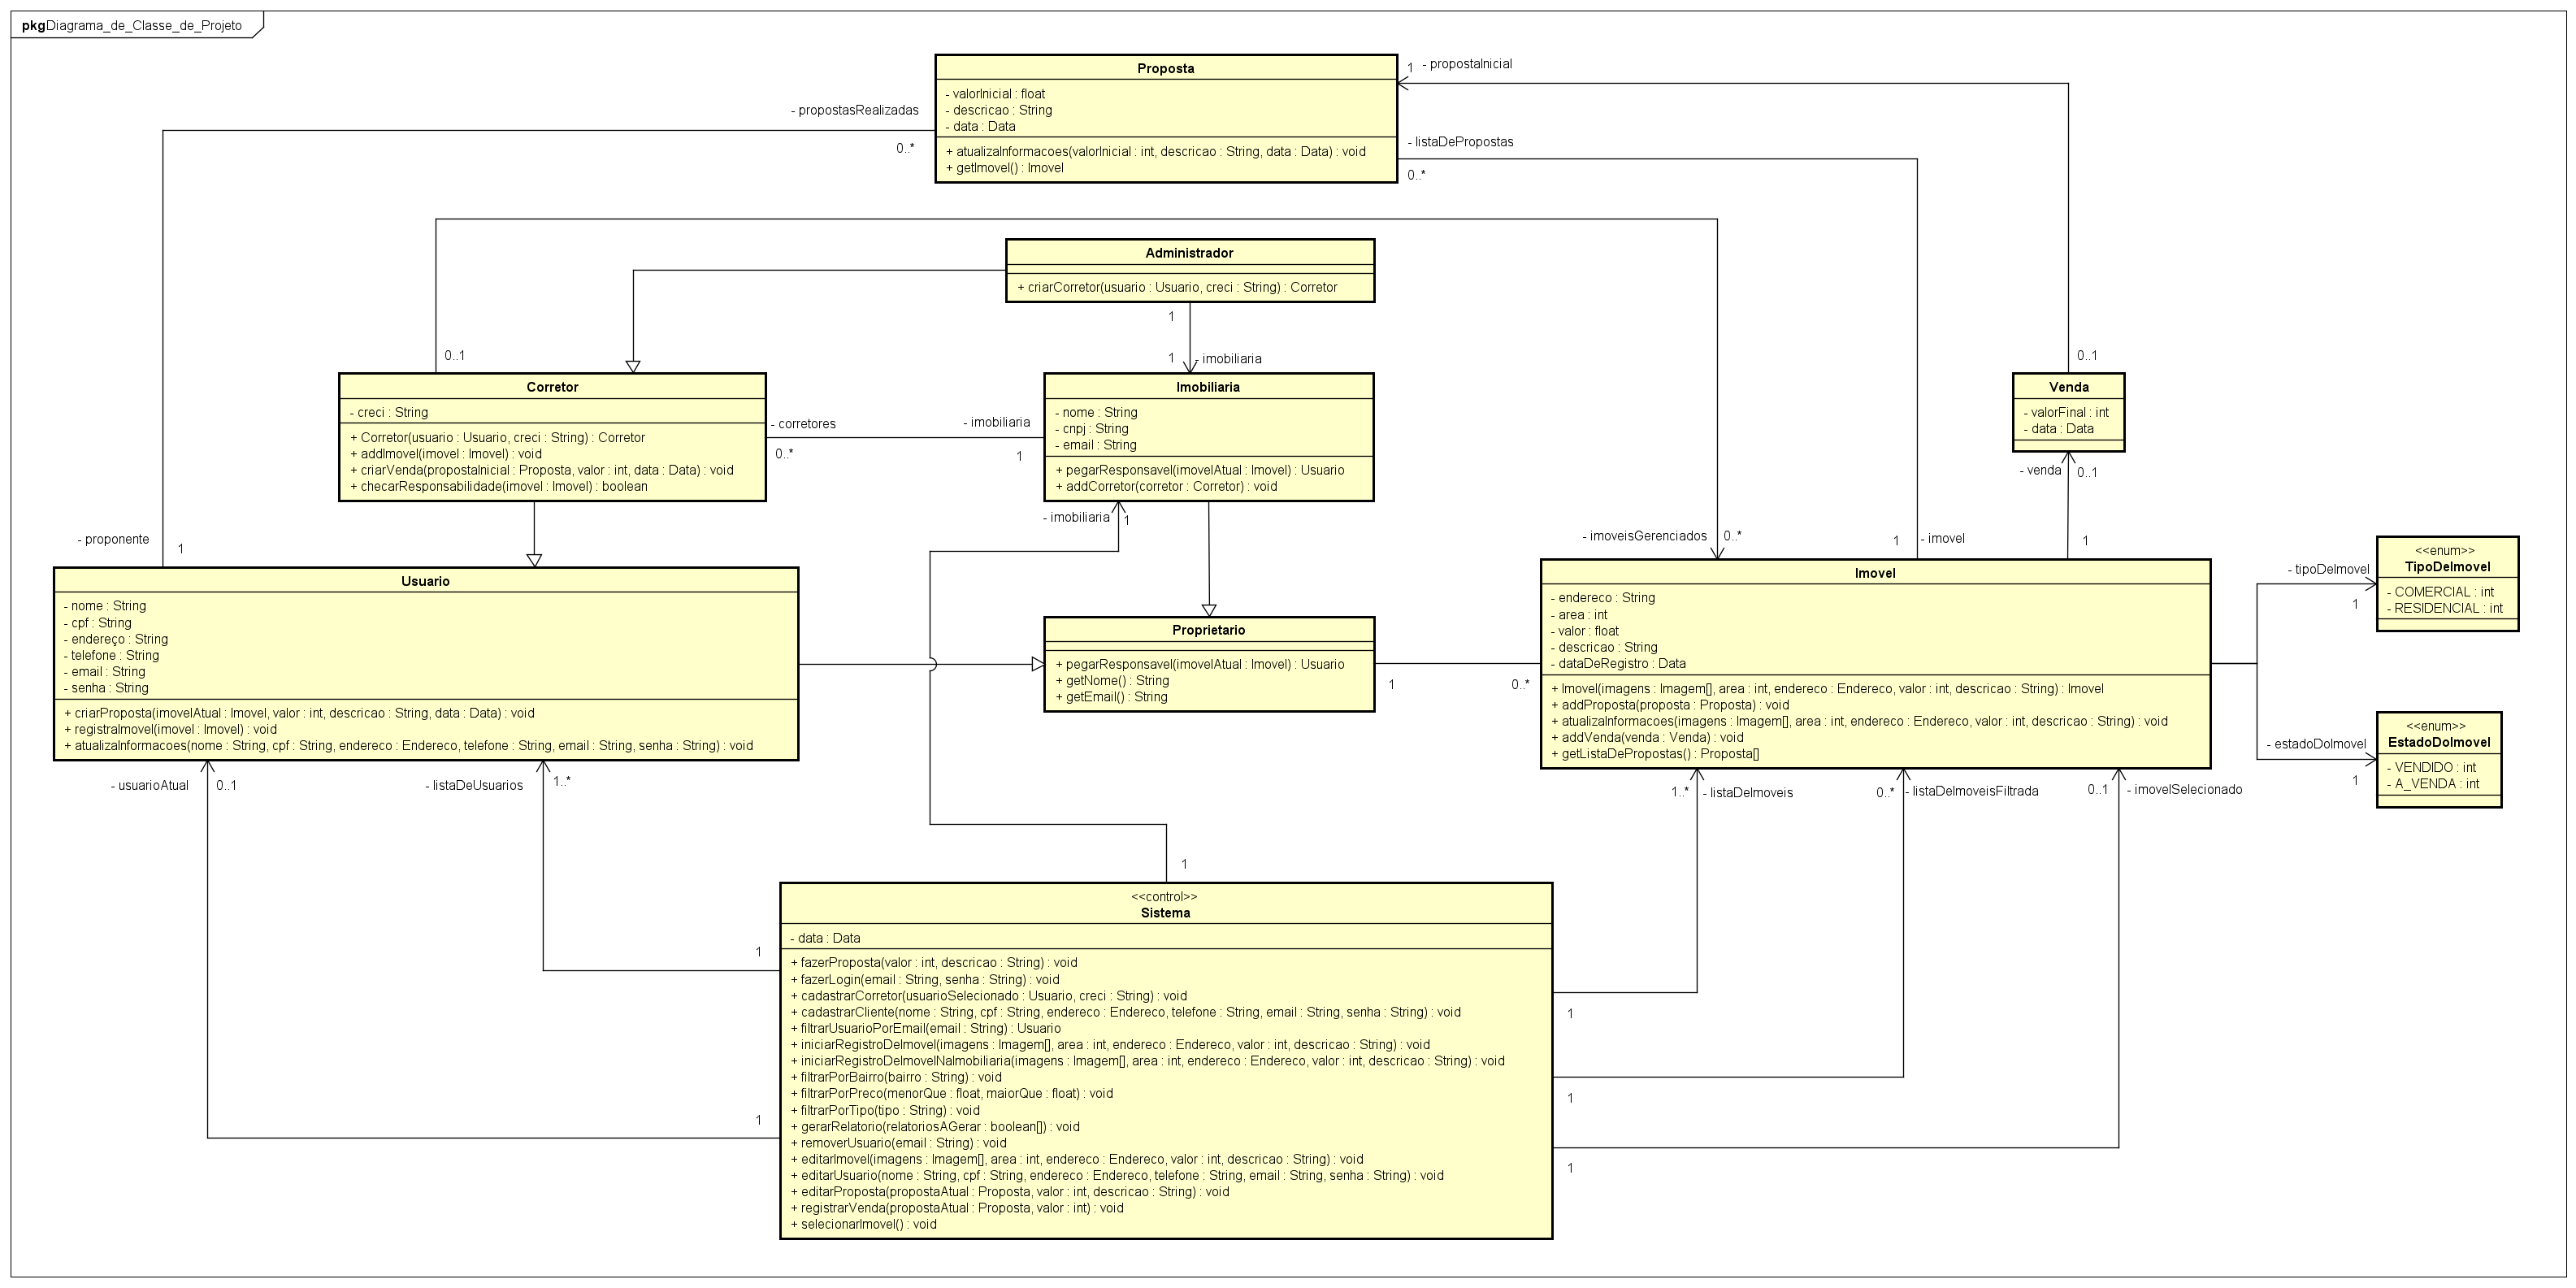 pkgDiagrama_de_Classe_de_Projeto
Proposta
- valorInicial : float
- descricao : String
- data : Data
+ atualizaInformacoes(valorInicial : int, descricao : String, data : Data) : void
+ getImovel() : Imovel
1
- propostaInicial
- propostasRealizadas
0..*
- listaDePropostas
0..*
Administrador
+ criarCorretor(usuario : Usuario, creci : String) : Corretor
1
1
- imobiliaria
0..1
0..1
Corretor
- creci : String
+ Corretor(usuario : Usuario, creci : String) : Corretor
+ addImovel(imovel : Imovel) : void
+ criarVenda(propostaInicial : Proposta, valor : int, data : Data) : void
+ checarResponsabilidade(imovel : Imovel) : boolean
- corretores
0..*
- imobiliaria
1
Imobiliaria
- nome : String
- cnpj : String
- email : String
+ pegarResponsavel(imovelAtual : Imovel) : Usuario
+ addCorretor(corretor : Corretor) : void
- imobiliaria
1
Venda
- valorFinal : int
- data : Data
- venda
0..1
- proponente
1
- imoveisGerenciados
0..*
1
- imovel
1
Usuario
- nome : String
- cpf : String
- endereço : String
- telefone : String
- email : String
- senha : String
+ criarProposta(imovelAtual : Imovel, valor : int, descricao : String, data : Data) : void
+ registraImovel(imovel : Imovel) : void
+ atualizaInformacoes(nome : String, cpf : String, endereco : Endereco, telefone : String, email : String, senha : String) : void
Proprietario
+ pegarResponsavel(imovelAtual : Imovel) : Usuario
+ getNome() : String
+ getEmail() : String
1
0..*
Imovel
- endereco : String
- area : int
- valor : float
- descricao : String
- dataDeRegistro : Data
+ Imovel(imagens : Imagem[], area : int, endereco : Endereco, valor : int, descricao : String) : Imovel
+ addProposta(proposta : Proposta) : void
+ atualizaInformacoes(imagens : Imagem[], area : int, endereco : Endereco, valor : int, descricao : String) : void
+ addVenda(venda : Venda) : void
+ getListaDePropostas() : Proposta[]
- tipoDeImovel
1
<<enum>>
TipoDeImovel
- COMERCIAL : int
- RESIDENCIAL : int
- estadoDoImovel
1
<<enum>>
EstadoDoImovel
- VENDIDO : int
- A_VENDA : int
- usuarioAtual
0..1
- listaDeUsuarios
1..*
1..*
- listaDeImoveis
0..*
- listaDeImoveisFiltrada
0..1
- imovelSelecionado
1
<<control>>
Sistema
- data : Data
+ fazerProposta(valor : int, descricao : String) : void
+ fazerLogin(email : String, senha : String) : void
+ cadastrarCorretor(usuarioSelecionado : Usuario, creci : String) : void
+ cadastrarCliente(nome : String, cpf : String, endereco : Endereco, telefone : String, email : String, senha : String) : void
+ filtrarUsuarioPorEmail(email : String) : Usuario
+ iniciarRegistroDeImovel(imagens : Imagem[], area : int, endereco : Endereco, valor : int, descricao : String) : void
+ iniciarRegistroDeImovelNaImobiliaria(imagens : Imagem[], area : int, endereco : Endereco, valor : int, descricao : String) : void
+ filtrarPorBairro(bairro : String) : void
+ filtrarPorPreco(menorQue : float, maiorQue : float) : void
+ filtrarPorTipo(tipo : String) : void
+ gerarRelatorio(relatoriosAGerar : boolean[]) : void
+ removerUsuario(email : String) : void
+ editarImovel(imagens : Imagem[], area : int, endereco : Endereco, valor : int, descricao : String) : void
+ editarUsuario(nome : String, cpf : String, endereco : Endereco, telefone : String, email : String, senha : String) : void
+ editarProposta(propostaAtual : Proposta, valor : int, descricao : String) : void
+ registrarVenda(propostaAtual : Proposta, valor : int) : void
+ selecionarImovel() : void
1
1
1
1
1